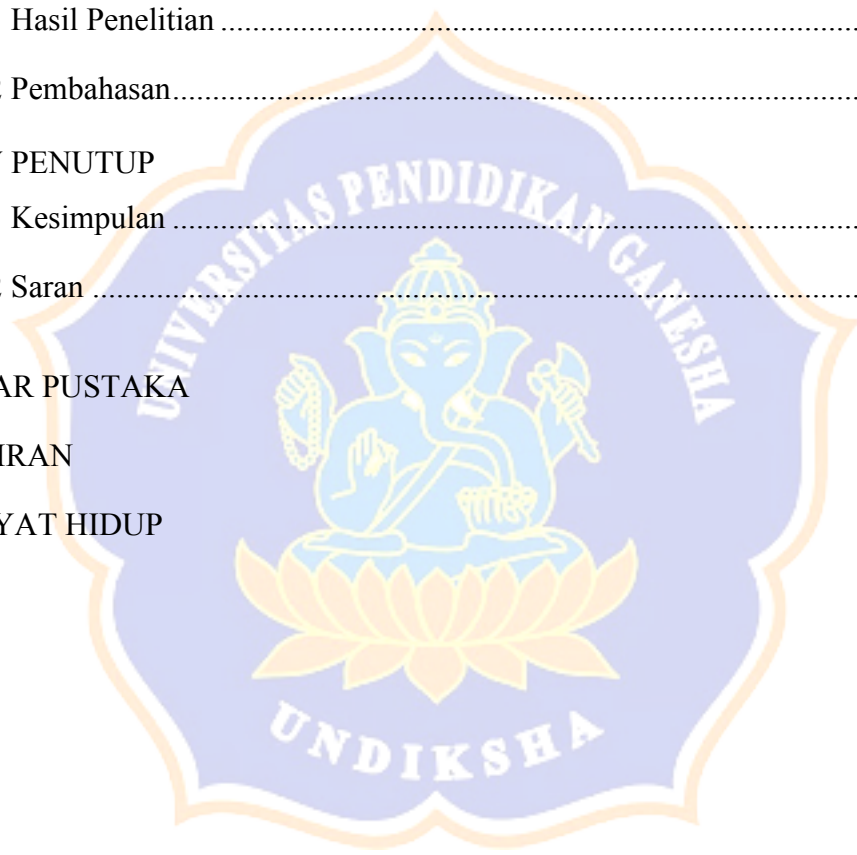 Hasil Penelitian ................................................................................
Pembahasan.....................................................................................
PENUTUP
Kesimpulan .....................................................................................
Saran ................................................................................................
AR PUSTAKA
IRAN
YAT HIDUP
UNIVERSITAS PENDIDIKAN GANESHA
UNDIKSHA